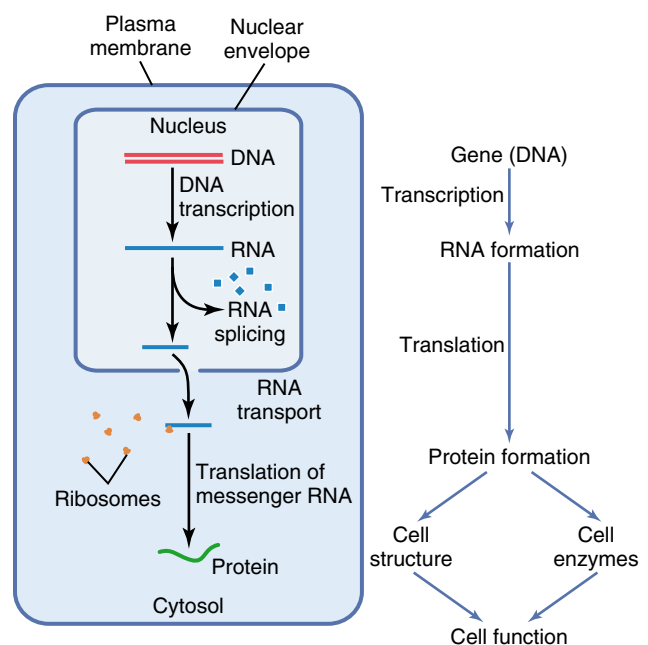 Plasma
membrane
Nuclear
envelope
Nucleus
DNA
DNA
transcription
RNA
RNA
splicing
RNA
transport
Ribosomes
Translation of
messenger RNA
Protein
Cytosol
Gene (DNA)
Transcription
RNA formation
Translation
Protein formation
Cell
structure
Cell
enzymes
Cell function